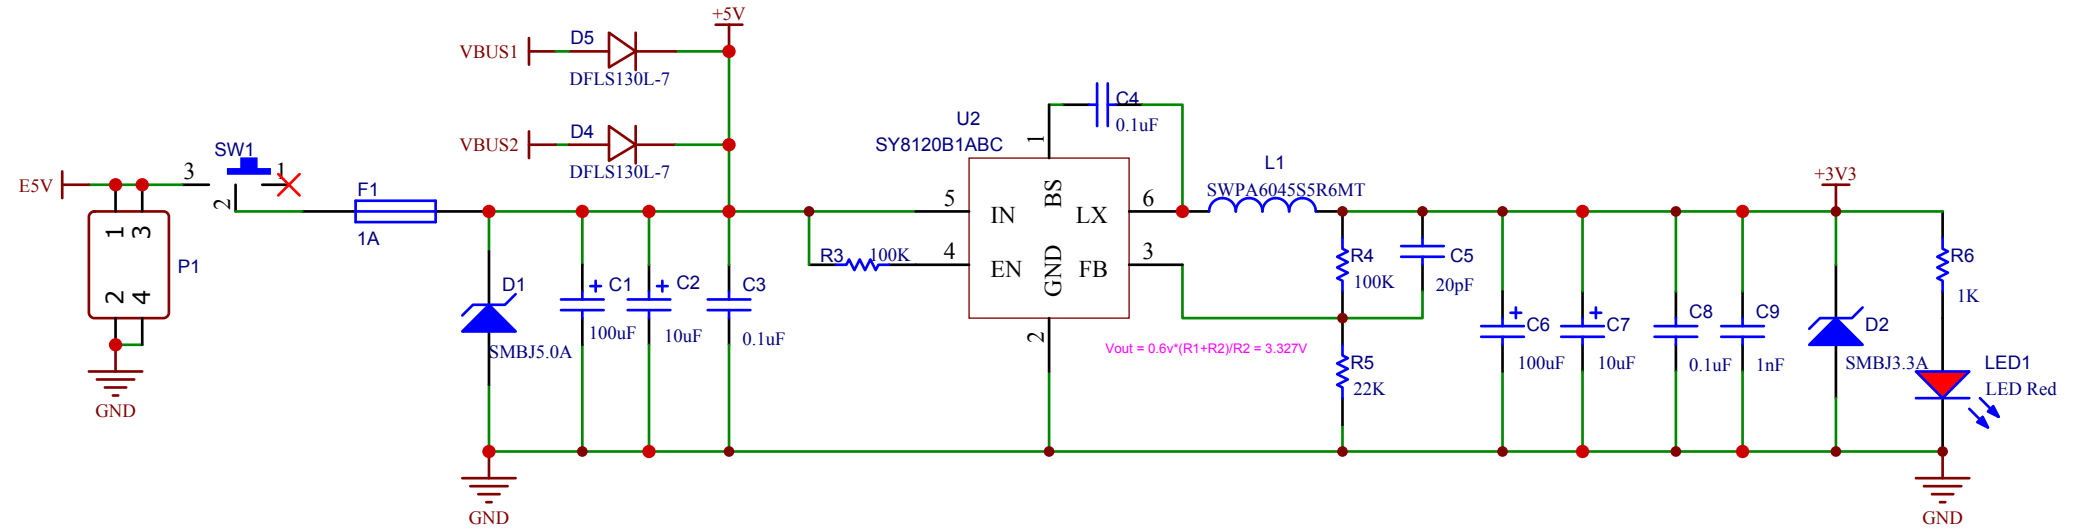 +5V
VBUS1
D5
DFLS130L-7
VBUS2
D4
DFLS130L-7
E5V
3
SW1
1
2
F1
1A
1
3
2
4
P1
GND
D1
SMBJ5.0A
+
C1
100uF
+
C2
10uF
C3
0.1uF
GND
R3
100K
U2
SY8120B1ABC
5
IN
4
EN
1
BS
GND
2
LX
6
FB
3
C4
0.1uF
L1
SWPA6045S5R6MT
R4
100K
C5
20pF
Vout = 0.6v*(R1+R2)/R2 = 3.327V
R5
22K
+
C6
100uF
+
C7
10uF
C8
0.1uF
C9
1nF
+3V3
D2
SMBJ3.3A
R6
1K
LED1
LED Red
GND